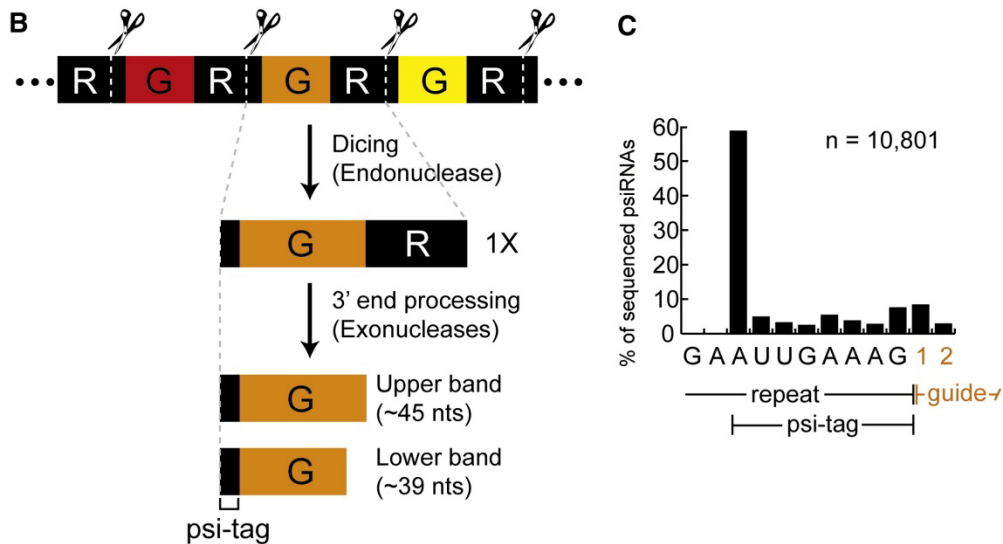 B
R G R G R G R
Dicing
(Endonuclease)
G R 1X
3' end processing
(Exonucleases)
G
Upper band
(~45 nts)
G
Lower band
(~39 nts)
psi-tag
C
% of sequenced psiRNAs
60
50
40
30
20
10
0
n = 10,801
G A A U U G A A A G 1 2
repeat guide
psi-tag